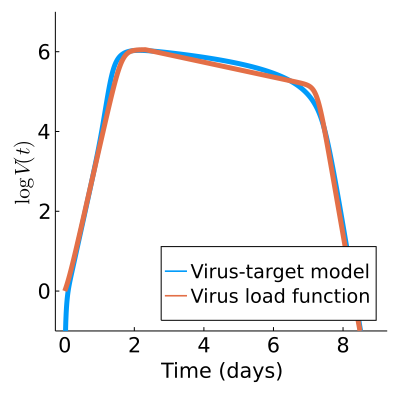 6
4
2
0
log V(t)
Virus-target model
Virus load function
0 2 4 6 8
Time (days)